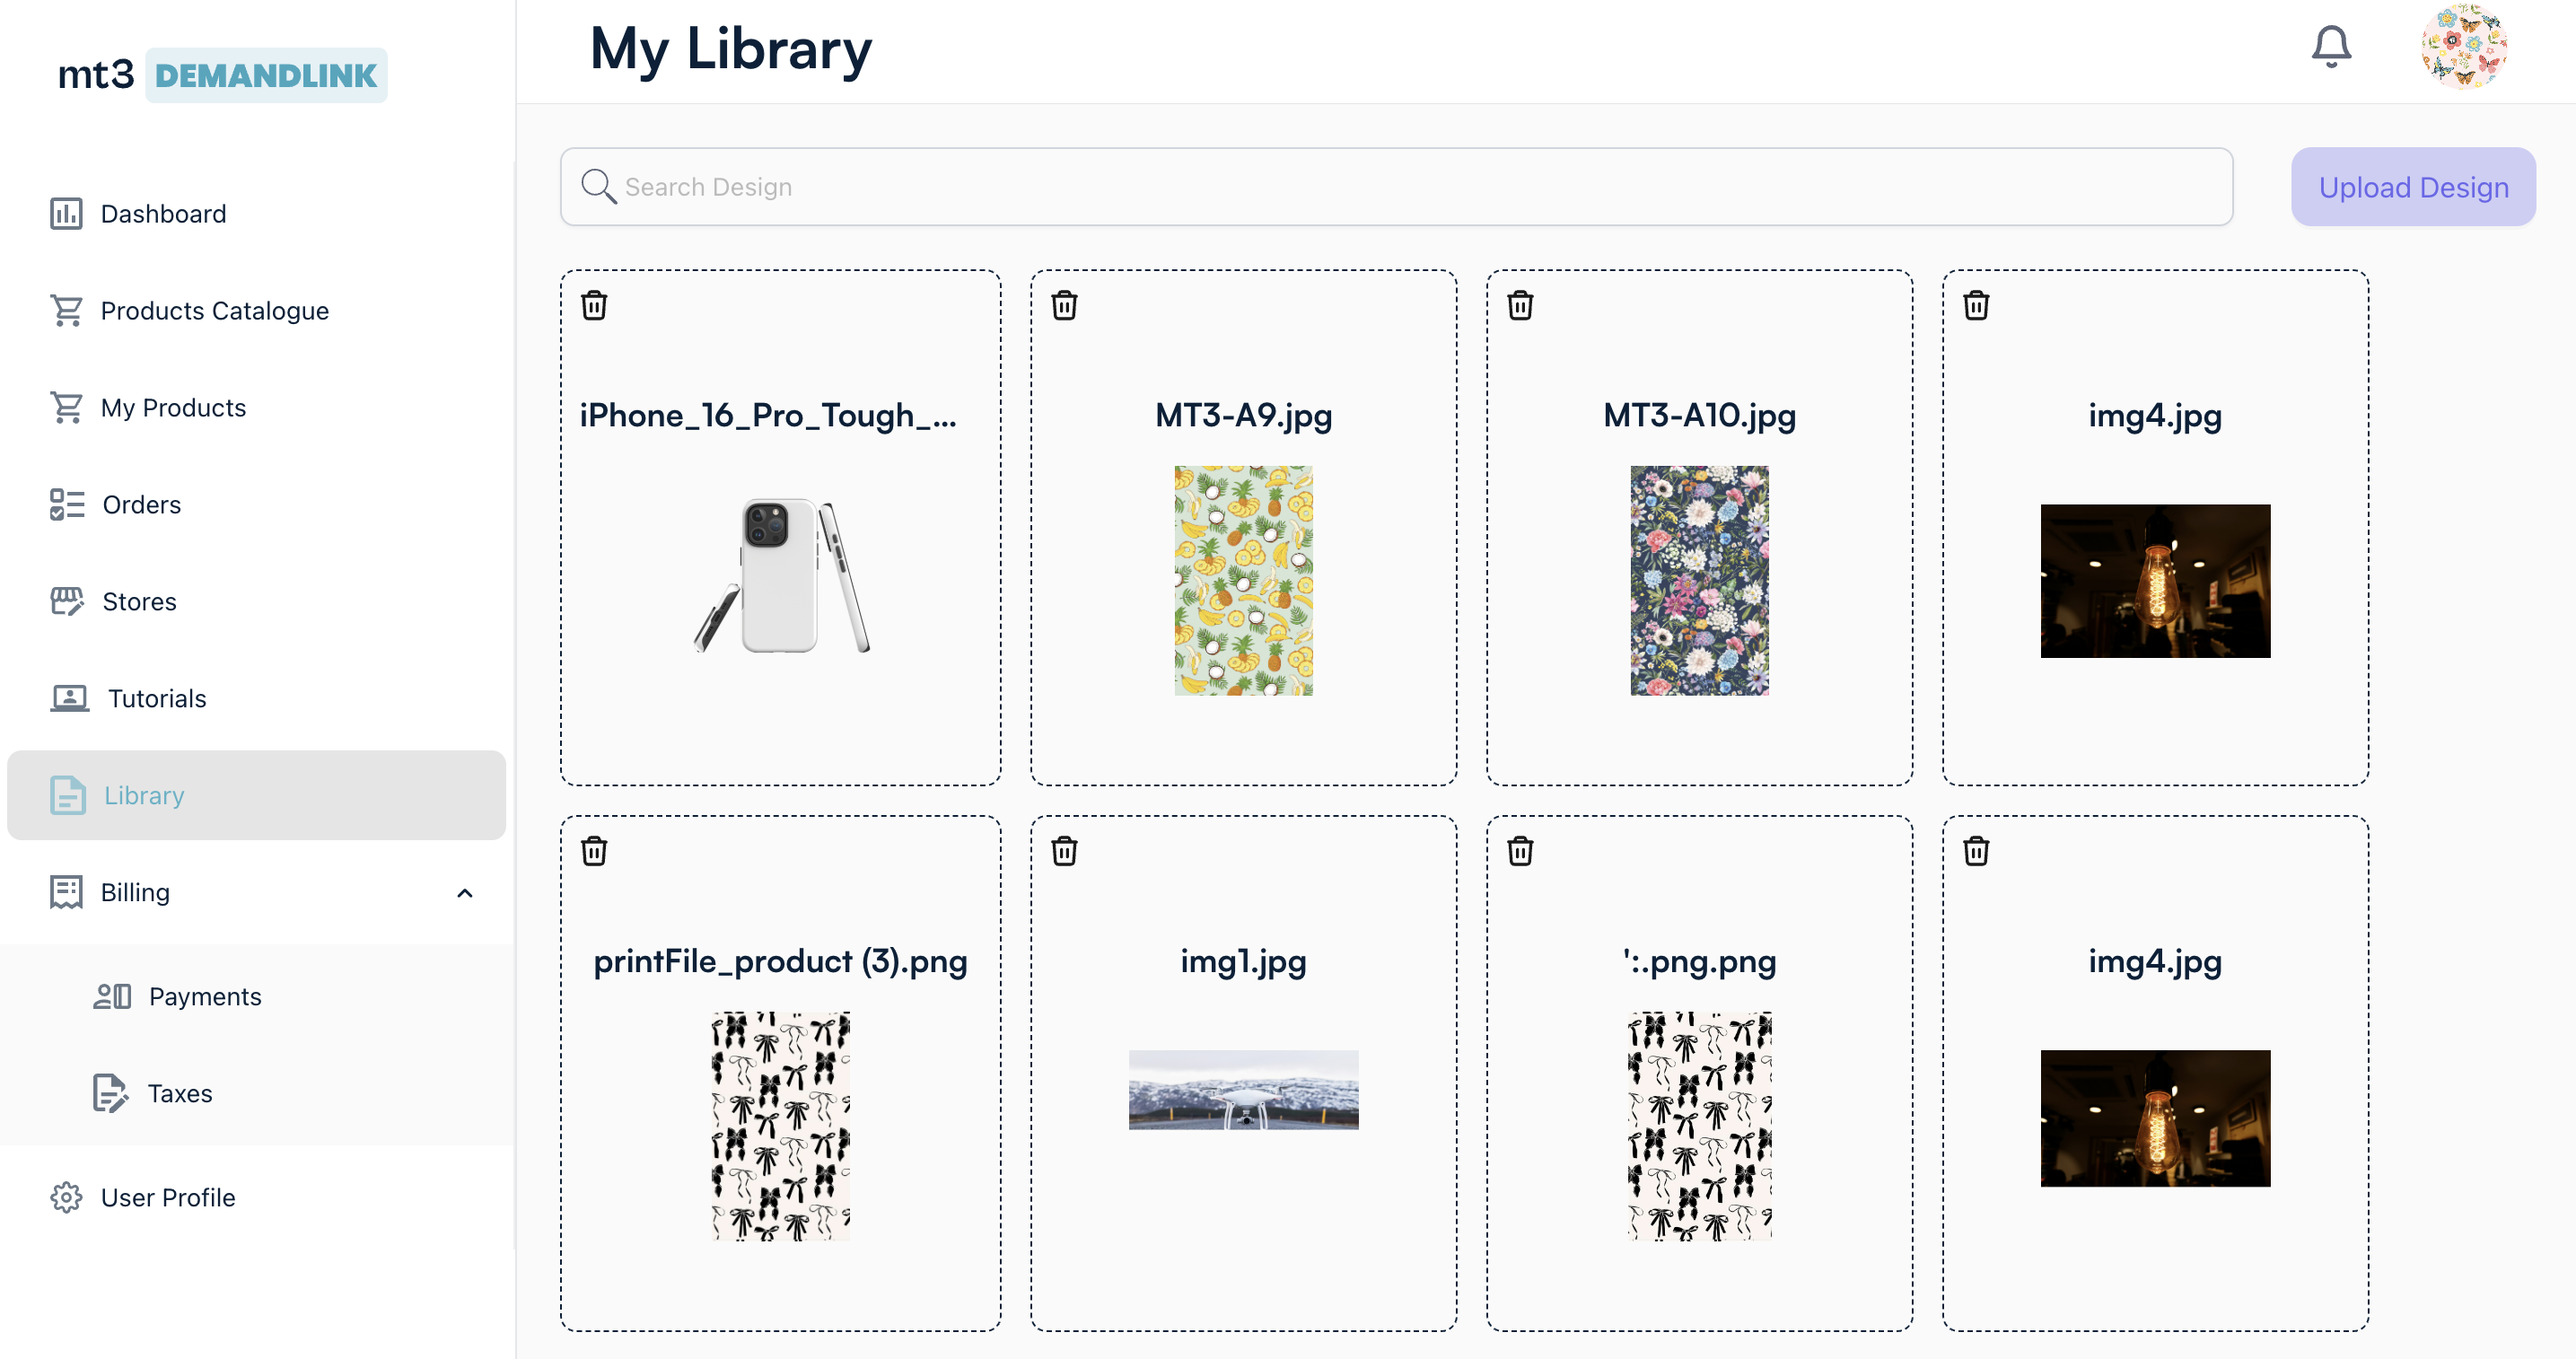 mt3 DEMANDLINK
My Library
Dashboard
Products Catalogue
My Products
Orders
Stores
Tutorials
Library
Billing
Payments
Taxes
User Profile
Search Design
Upload Design
iPhone_16_Pro_Tough_...
MT3-A9.jpg
MT3-A10.jpg
img4.jpg
printFile_product (3).png
img1.jpg
':.png.png
img4.jpg